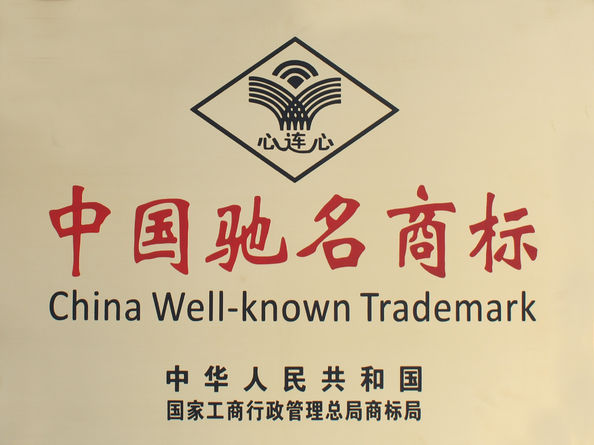 心连心
中国驰名商标
China Well-known Trademark
中华人民共和国
国家工商行政管理总局商标局